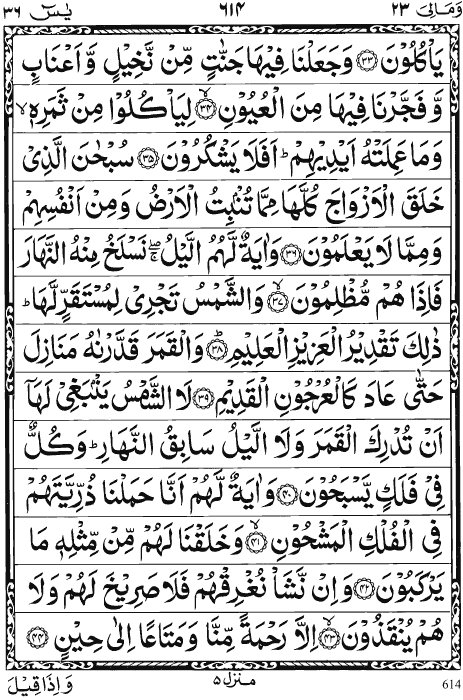 وَمَالِىَ ٢٣ ٦١٤ يٰسٓ ٣٦
يَاْكُلُوْنَ ﴿٣٣﴾ وَجَعَلْنَا فِيْهَا جَنّٰتٍ مِّنْ نَّخِيْلٍ وَّاَعْنَابٍ
وَّفَجَّرْنَا فِيْهَا مِنَ الْعُيُوْنِ ﴿٣٤﴾ لِيَاْكُلُوْا مِنْ ثَمَرِهٖ ۙ
وَمَا عَمِلَتْهُ اَيْدِيْهِمْ ؕ اَفَلَا يَشْكُرُوْنَ ﴿٣٥﴾ سُبْحٰنَ الَّذِىْ
خَلَقَ الْاَزْوَاجَ كُلَّهَا مِمَّا تُنْۢبِتُ الْاَرْضُ وَمِنْ اَنْفُسِهِمْ
وَمِمَّا لَا يَعْلَمُوْنَ ﴿٣٦﴾ وَاٰيَةٌ لَّهُمُ الَّيْلُ ۖۚ نَسْلَخُ مِنْهُ النَّهَارَ
فَاِذَا هُمْ مُّظْلِمُوْنَ ﴿٣٧﴾ۙ وَالشَّمْسُ تَجْرِىْ لِمُسْتَقَرٍّ لَّهَا ؕ
ذٰلِكَ تَقْدِيْرُ الْعَزِيْزِ الْعَلِيْمِ ﴿٣٨﴾ؕ وَالْقَمَرَ قَدَّرْنٰهُ مَنَازِلَ
حَتّٰى عَادَ كَالْعُرْجُوْنِ الْقَدِيْمِ ﴿٣٩﴾ لَا الشَّمْسُ يَنْۢبَغِىْ لَهَاۤ
اَنْ تُدْرِكَ الْقَمَرَ وَلَا الَّيْلُ سَابِقُ النَّهَارِ ؕ وَكُلٌّ
فِىْ فَلَكٍ يَّسْبَحُوْنَ ﴿٤٠﴾ وَاٰيَةٌ لَّهُمْ اَنَّا حَمَلْنَا ذُرِّيَّتَهُمْ
فِى الْفُلْكِ الْمَشْحُوْنِ ﴿٤١﴾ۙ وَخَلَقْنَا لَهُمْ مِّنْ مِّثْلِهٖ مَا
يَرْكَبُوْنَ ﴿٤٢﴾ وَاِنْ نَّشَاْ نُغْرِقْهُمْ فَلَا صَرِيْخَ لَهُمْ وَلَا
هُمْ يُنْقَذُوْنَ ﴿٤٣﴾ۙ اِلَّا رَحْمَةً مِّنَّا وَمَتَاعًا اِلٰى حِيْنٍ ﴿٤٤﴾
614 منزل ٥ وَاِذَا قِيْلَ